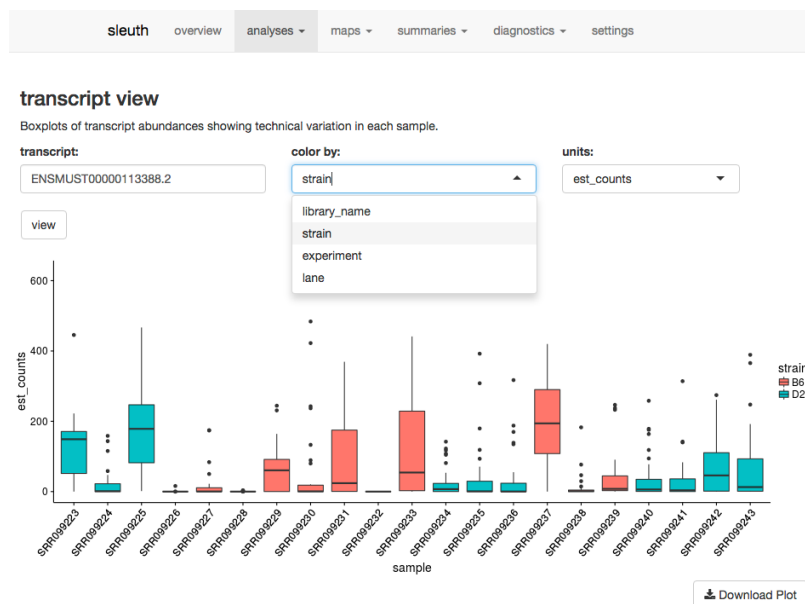 sleuth overview analyses maps summaries diagnostics settings
transcript view
Boxplots of transcript abundances showing technical variation in each sample.
transcript: color by: units:
ENSMUST00000113388.2 strain est_counts
view
library_name
strain
experiment
lane
600
400
200
0
est_counts
strain
B6
D2
SRR099223 SRR099224 SRR099225 SRR099226 SRR099227 SRR099228 SRR099229 SRR099230 SRR099231 SRR099232 SRR099233 SRR099234 SRR099235 SRR099236 SRR099237 SRR099238 SRR099239 SRR099240 SRR099241 SRR099242 SRR099243
sample
Download Plot